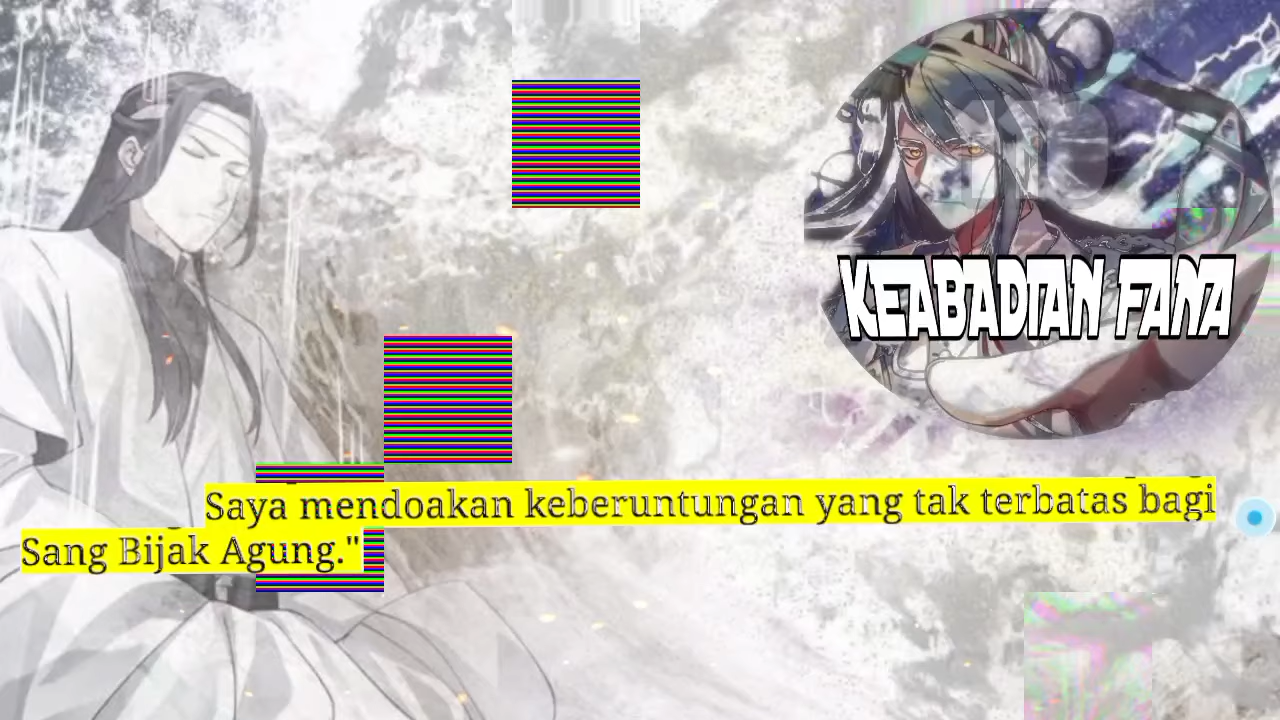 KEABADIAN FANA
Saya mendoakan keberuntungan yang tak terbatas bagi
Sang Bijak Agung."